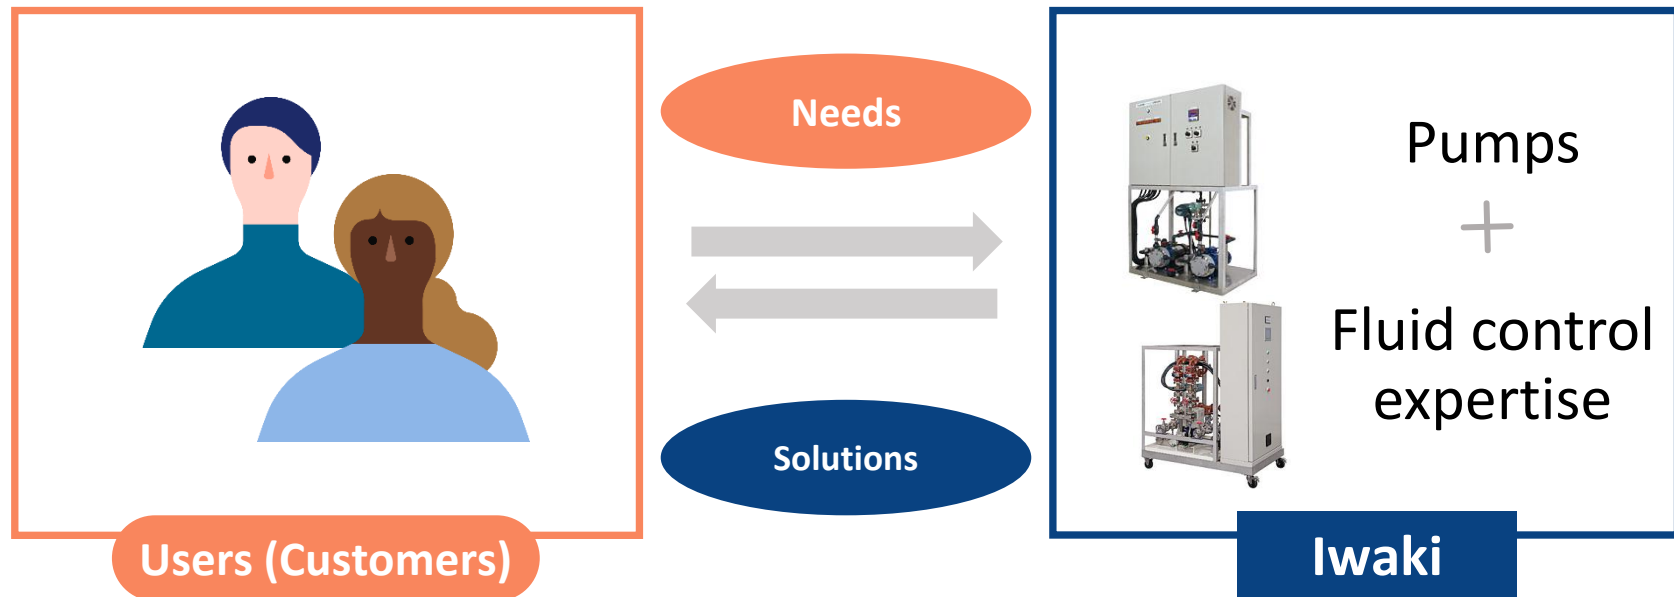 Needs
Pumps
Fluid control
expertise
Solutions
Users (Customers)
Iwaki